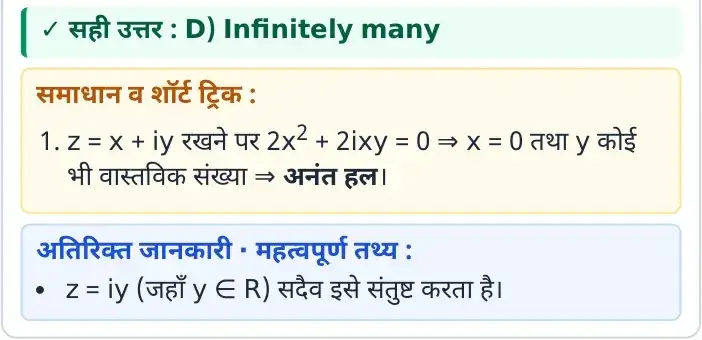 ✓ सही उत्तर : D) Infinitely many
समाधान व शॉर्ट ट्रिक :
1. z = x + iy रखने पर 2x² + 2ixy = 0 ⇒ x = 0 तथा y कोई
भी वास्तविक संख्या ⇒ अनंत हल।
अतिरिक्त जानकारी · महत्वपूर्ण तथ्य :
• z = iy (जहाँ y ∈ R) सदैव इसे संतुष्ट करता है।